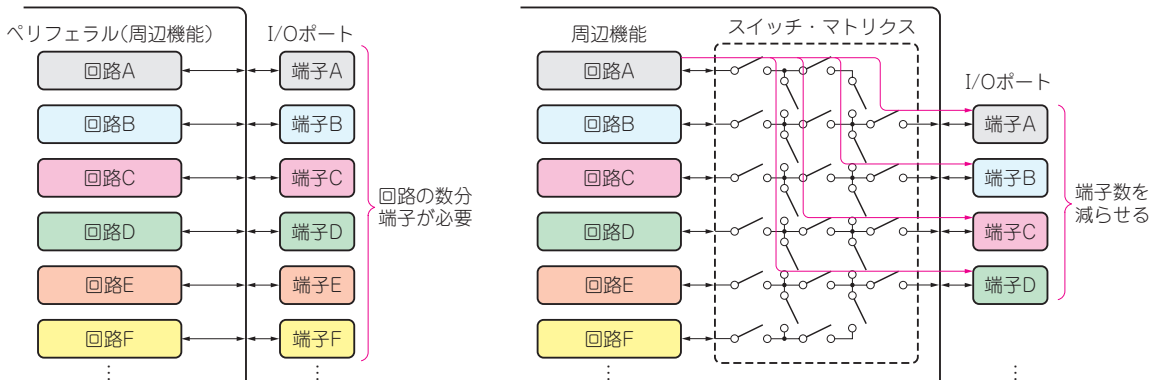 ペリフェラル(周辺機能)
I/Oポート
回路A
端子A
回路B
端子B
回路C
端子C
回路D
端子D
回路E
端子E
回路F
端子F
⋮
⋮
回路の数分
端子が必要
周辺機能
スイッチ・マトリクス
I/Oポート
回路A
回路B
回路C
回路D
回路E
回路F
⋮
端子A
端子B
端子C
端子D
⋮
端子数を
減らせる